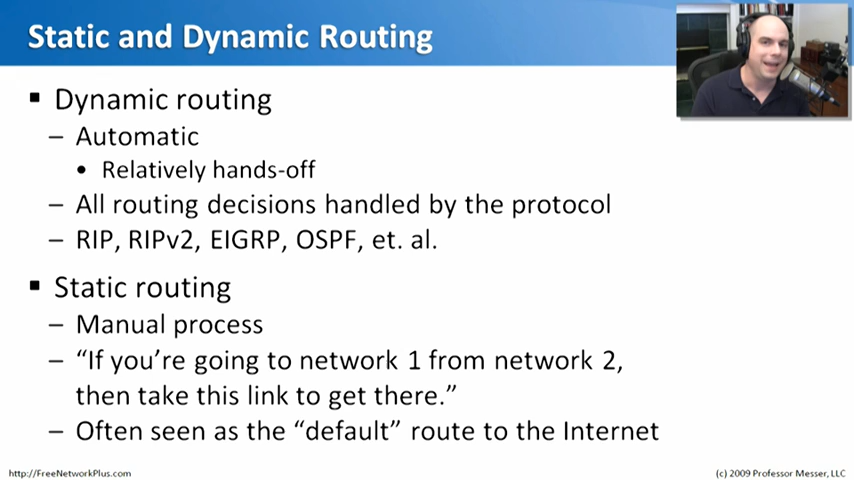 Static and Dynamic Routing
Dynamic routing
– Automatic
• Relatively hands-off
– All routing decisions handled by the protocol
– RIP, RIPv2, EIGRP, OSPF, et. al.
Static routing
– Manual process
– “If you’re going to network 1 from network 2,
then take this link to get there.”
– Often seen as the “default” route to the Internet
http://FreeNetworkPlus.com
(c) 2009 Professor Messer, LLC